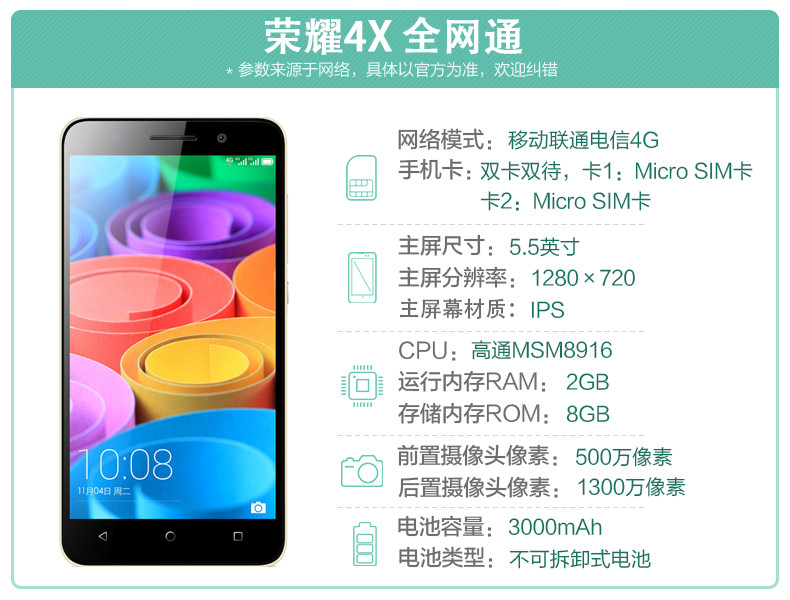 荣耀4X 全网通
* 参数来源于网络，具体以官方为准，欢迎纠错
4G
10:08
11月04日 周二
网络模式：移动联通电信4G
手机卡：双卡双待，卡1：Micro SIM卡
卡2：Micro SIM卡
主屏尺寸：5.5英寸
主屏分辨率：1280×720
主屏幕材质：IPS
CPU：高通MSM8916
运行内存RAM：2GB
存储内存ROM：8GB
前置摄像头像素：500万像素
后置摄像头像素：1300万像素
电池容量：3000mAh
电池类型：不可拆卸式电池